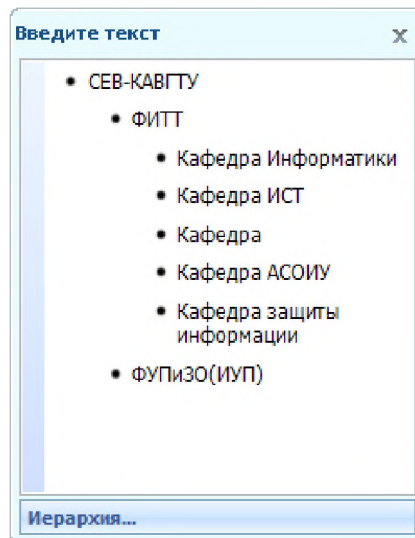 Введите текст x
• СЕВ-КАВГТУ
• ФИТТ
• Кафедра Информатики
• Кафедра ИСТ
• Кафедра
• Кафедра АСОИУ
• Кафедра защиты
информации
• ФУПиЗО(ИУП)
Иерархия...